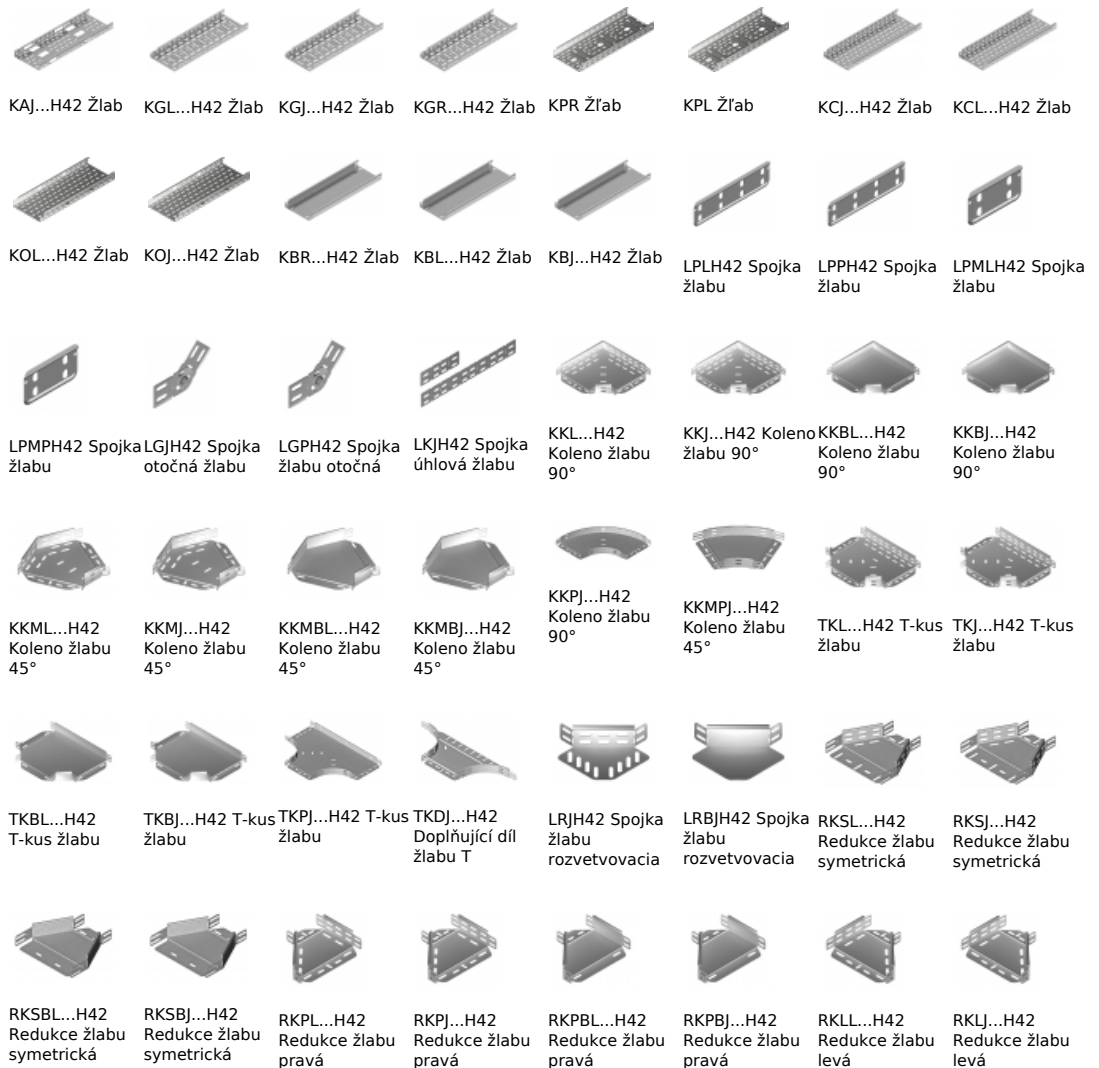 KAJ...H42 Žlab
KGL...H42 Žlab
KGJ...H42 Žlab
KGR...H42 Žlab
KPR Žľab
KPL Žľab
KCJ...H42 Žlab
KCL...H42 Žlab
KOL...H42 Žlab
KOJ...H42 Žlab
KBR...H42 Žlab
KBL...H42 Žlab
KBJ...H42 Žlab
LPLH42 Spojka
žlabu
LPPH42 Spojka
žlabu
LPMLH42 Spojka
žlabu
LPMPH42 Spojka
žlabu
LGJH42 Spojka
otočná žlabu
LGPH42 Spojka
žlabu otočná
LKJH42 Spojka
úhlová žlabu
KKL...H42
Koleno žlabu
90°
KKJ...H42 Koleno
žlabu 90°
KKBL...H42
Koleno žlabu
90°
KKBJ...H42
Koleno žlabu
90°
KKML...H42
Koleno žlabu
45°
KKMJ...H42
Koleno žlabu
45°
KKMBL...H42
Koleno žlabu
45°
KKMBJ...H42
Koleno žlabu
45°
KKPJ...H42
Koleno žlabu
90°
KKMPJ...H42
Koleno žlabu
45°
TKL...H42 T-kus
žlabu
TKJ...H42 T-kus
žlabu
TKBL...H42
T-kus žlabu
TKBJ...H42 T-kus
žlabu
TKPJ...H42 T-kus
žlabu
TKDJ...H42
Doplňující díl
žlabu T
LRJH42 Spojka
žlabu
rozvetvovacia
LRBJH42 Spojka
žlabu
rozvetvovacia
RKSL...H42
Redukce žlabu
symetrická
RKSJ...H42
Redukce žlabu
symetrická
RKSBL...H42
Redukce žlabu
symetrická
RKSBJ...H42
Redukce žlabu
symetrická
RKPL...H42
Redukce žlabu
pravá
RKPJ...H42
Redukce žlabu
pravá
RKPBL...H42
Redukce žlabu
pravá
RKPBJ...H42
Redukce žlabu
pravá
RKLL...H42
Redukce žlabu
levá
RKLJ...H42
Redukce žlabu
levá